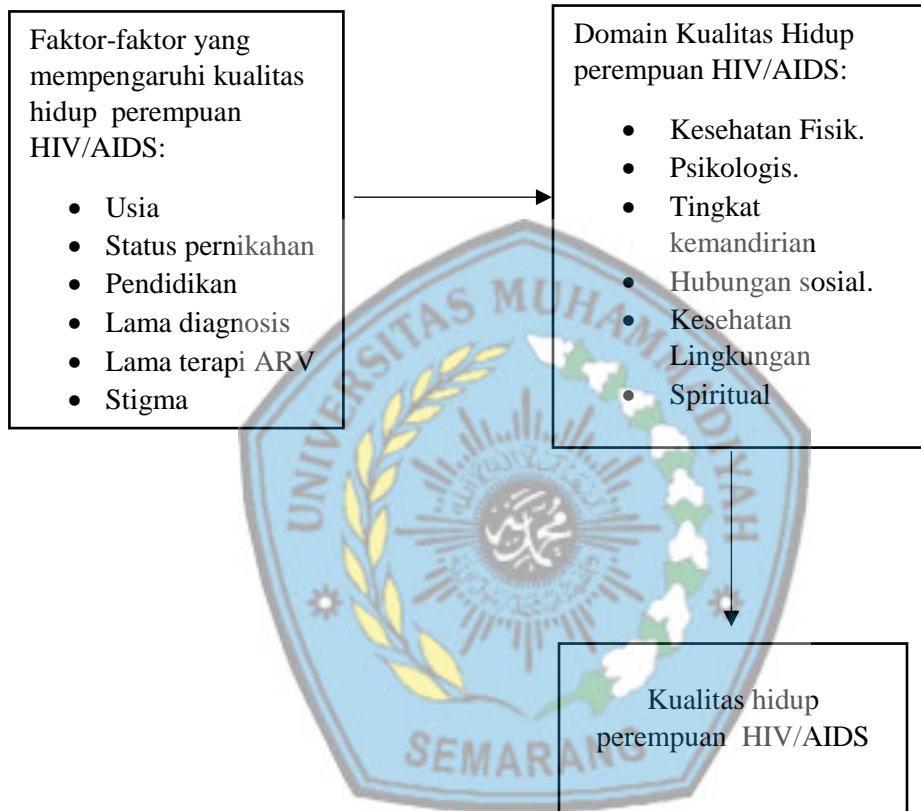 Faktor-faktor yang
mempengaruhi kualitas
hidup perempuan
HIV/AIDS:
• Usia
• Status pernikahan
• Pendidikan
• Lama diagnosis
• Lama terapi ARV
• Stigma
Domain Kualitas Hidup
perempuan HIV/AIDS:
• Kesehatan Fisik.
• Psikologis.
• Tingkat
kemandirian
• Hubungan sosial.
• Kesehatan
Lingkungan
• Spiritual
Kualitas hidup
perempuan HIV/AIDS
UNIVERSITAS MUHAMMADIYAH
SEMARANG